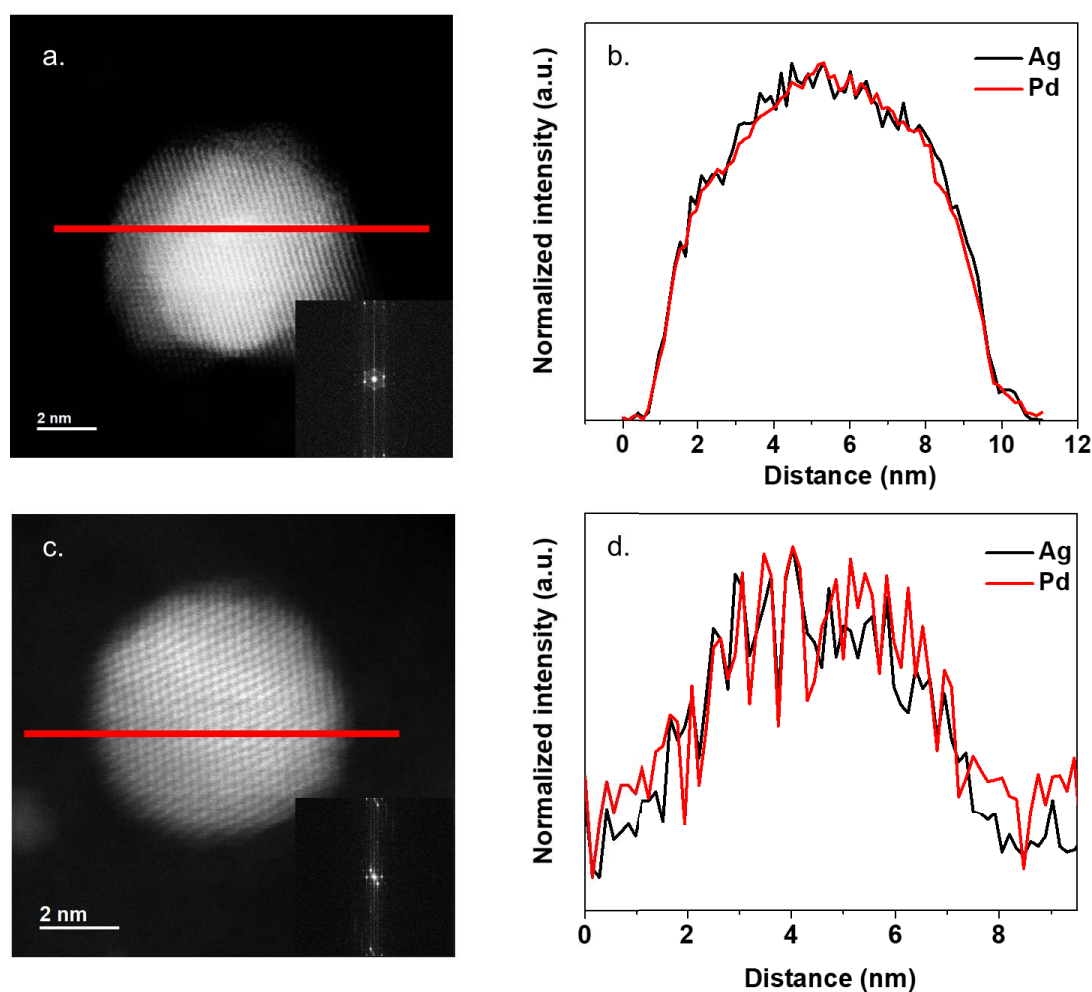 a.
2 nm
b.
Ag
Pd
Normalized intensity (a.u.)
0 2 4 6 8 10 12
Distance (nm)
c.
2 nm
d.
Ag
Pd
Normalized intensity (a.u.)
0 2 4 6 8
Distance (nm)